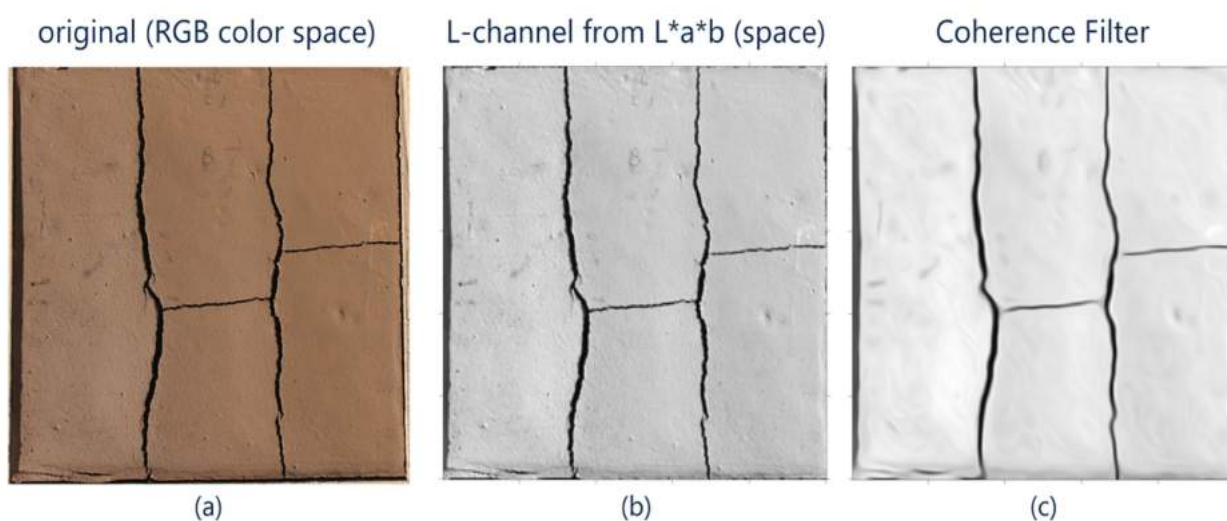 original (RGB color space)
L-channel from L*a*b (space)
Coherence Filter
(a)
(b)
(c)